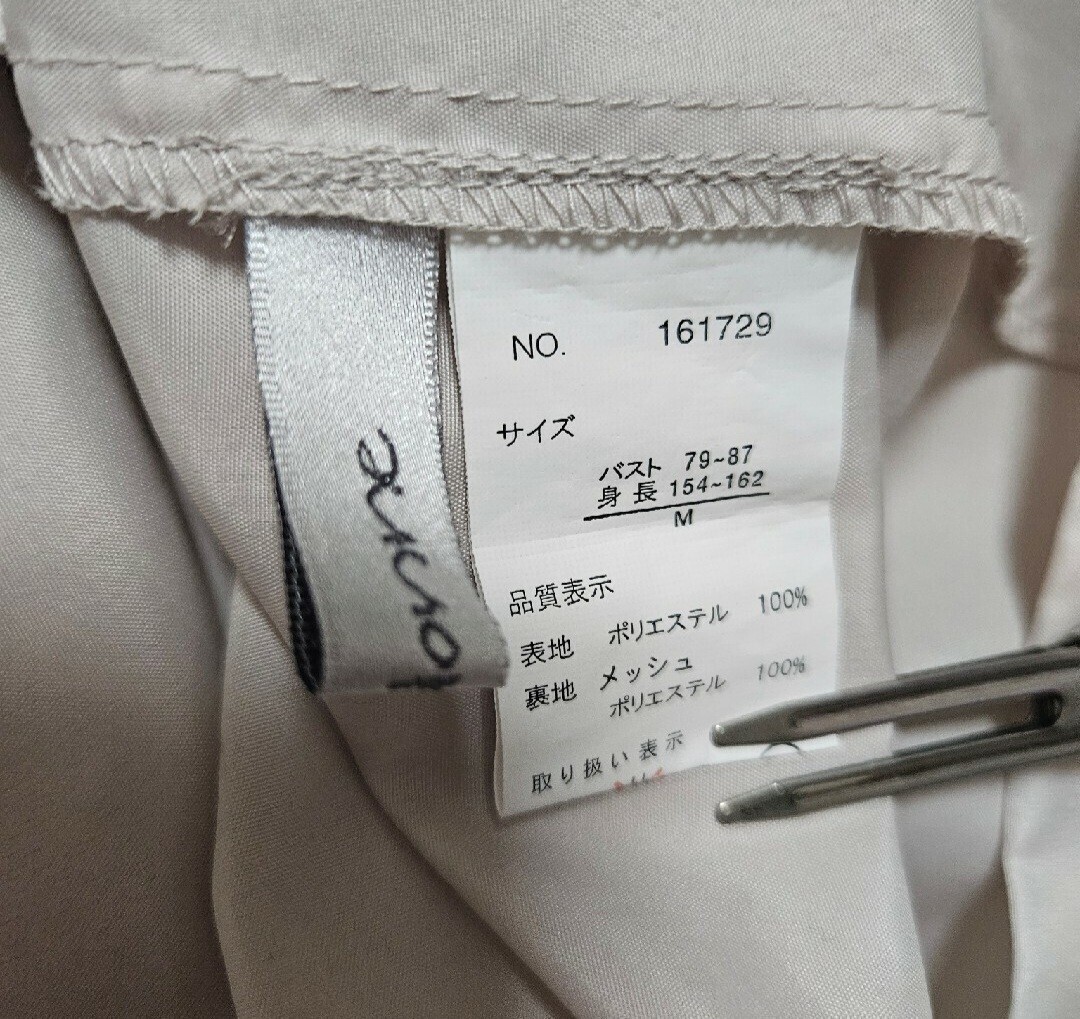 NO. 161729
サイズ
バスト 79~87
身長 154~162
M
品質表示
表地 ポリエステル 100%
裏地 メッシュ
ポリエステル 100%
取り扱い表示